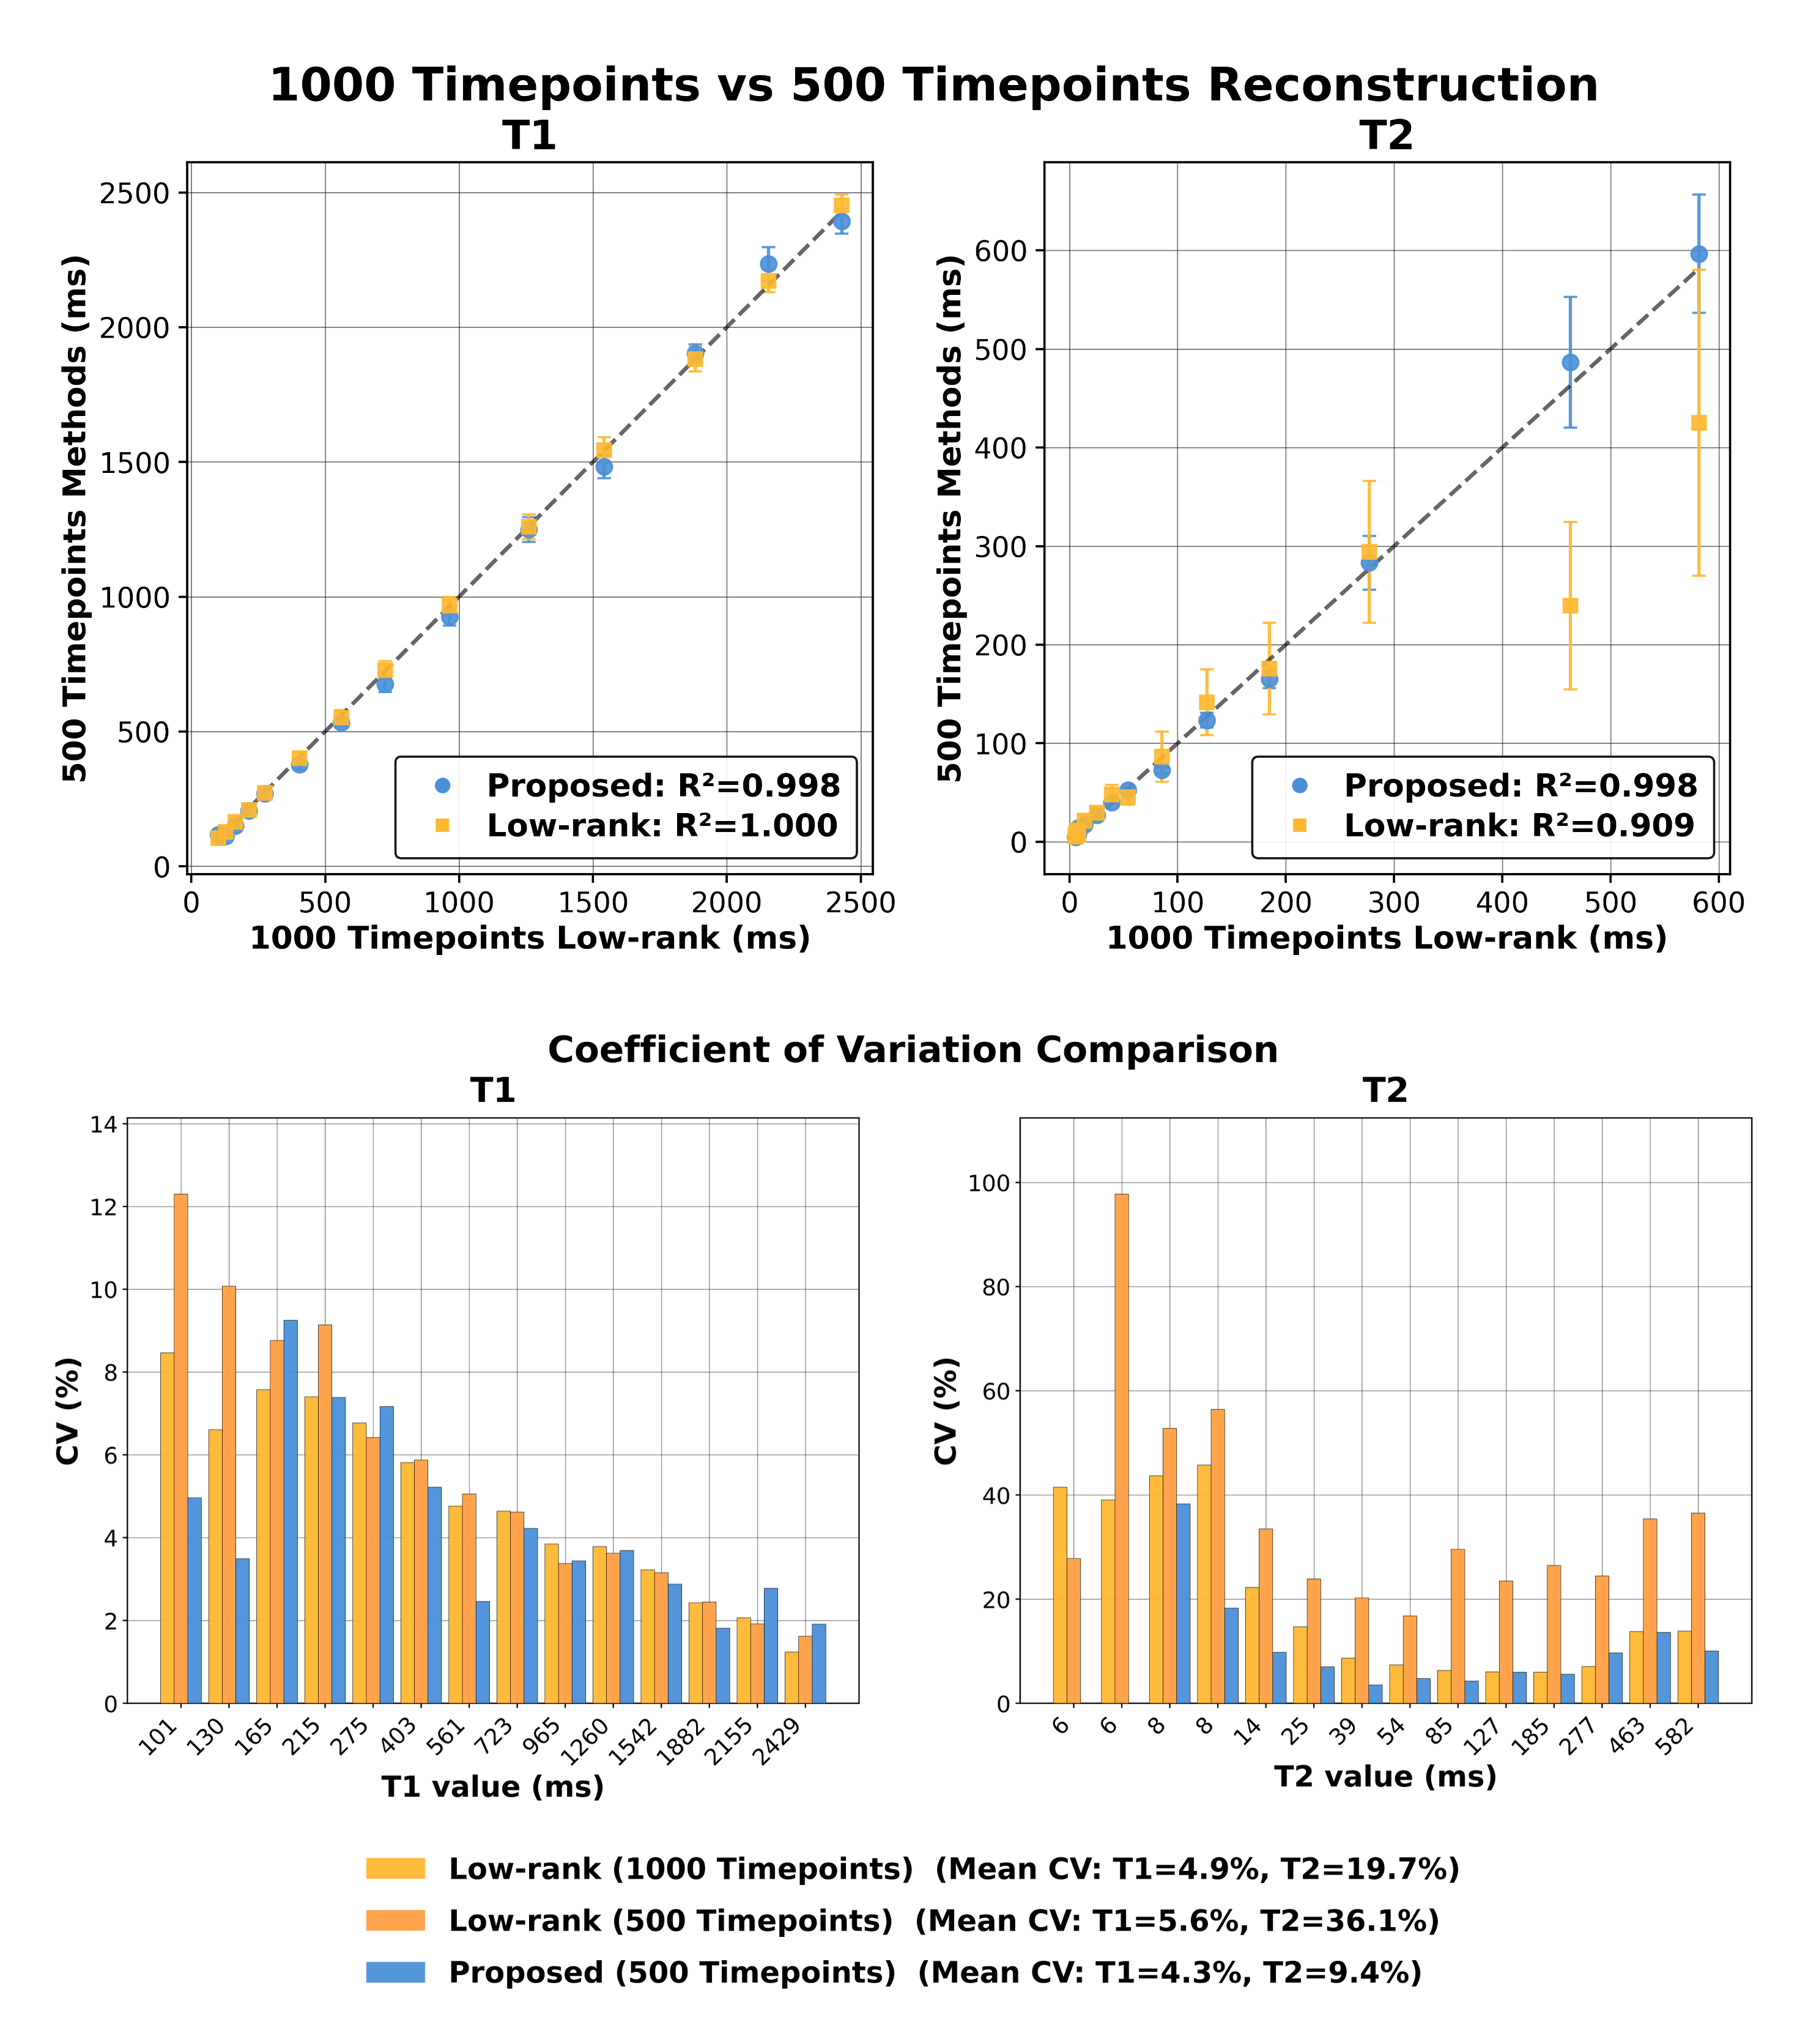 1000 Timepoints vs 500 Timepoints Reconstruction
T1
2500
2000
1500
1000
500
0
500 Timepoints Methods (ms)
Proposed: R²=0.998
Low-rank: R²=1.000
0 500 1000 1500 2000 2500
1000 Timepoints Low-rank (ms)
T2
600
500
400
300
200
100
0
500 Timepoints Methods (ms)
Proposed: R²=0.998
Low-rank: R²=0.909
0 100 200 300 400 500 600
1000 Timepoints Low-rank (ms)
Coefficient of Variation Comparison
T1
14
12
10
8
6
4
2
0
CV (%)
101 130 165 215 275 403 561 723 965 1260 1542 1882 2155 2429
T1 value (ms)
T2
100
80
60
40
20
0
CV (%)
6 6 8 8 14 25 39 54 85 127 185 277 463 582
T2 value (ms)
Low-rank (1000 Timepoints) (Mean CV: T1=4.9%, T2=19.7%)
Low-rank (500 Timepoints) (Mean CV: T1=5.6%, T2=36.1%)
Proposed (500 Timepoints) (Mean CV: T1=4.3%, T2=9.4%)